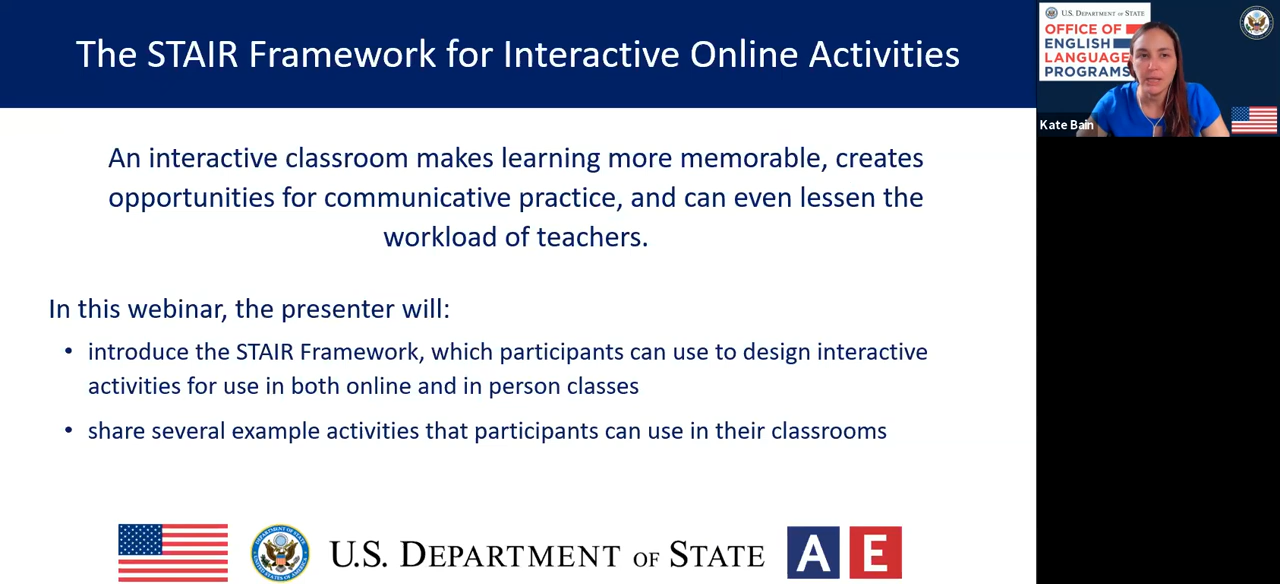 The STAIR Framework for Interactive Online Activities
An interactive classroom makes learning more memorable, creates
opportunities for communicative practice, and can even lessen the
workload of teachers.
In this webinar, the presenter will:
• introduce the STAIR Framework, which participants can use to design interactive
activities for use in both online and in person classes
• share several example activities that participants can use in their classrooms
U.S. DEPARTMENT OF STATE
A E
U.S. DEPARTMENT OF STATE
OFFICE OF
ENGLISH
LANGUAGE
PROGRAMS
Kate Bain